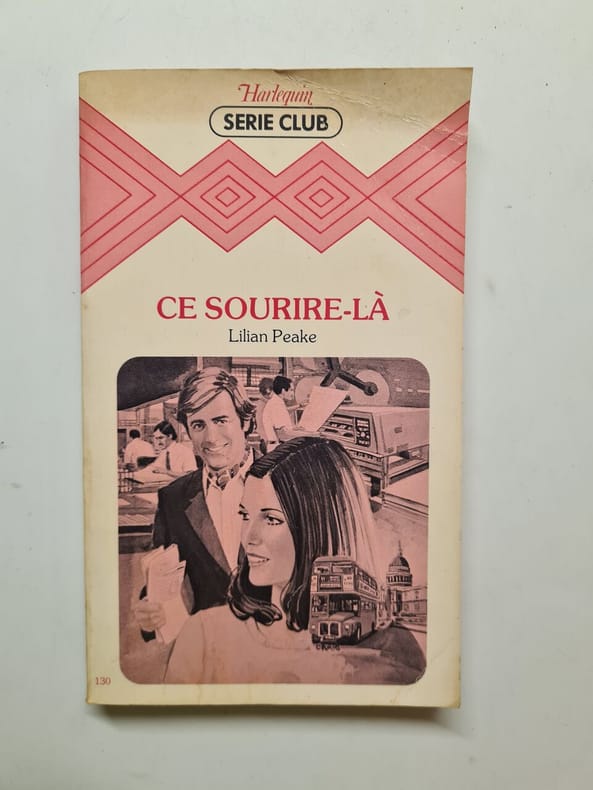 Harlequin
SERIE CLUB
CE SOURIRE-LÀ
Lilian Peake
130